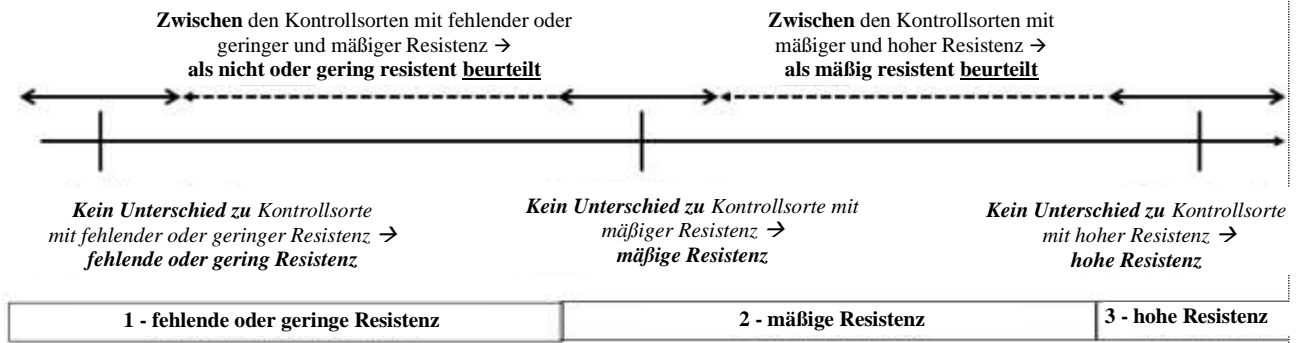 Zwischen den Kontrollsorten mit fehlender oder
geringer und mäßiger Resistenz →
als nicht oder gering resistent beurteilt
Zwischen den Kontrollsorten mit
mäßiger und hoher Resistenz →
als mäßig resistent beurteilt
Kein Unterschied zu Kontrollsorte
mit fehlender oder geringer Resistenz →
fehlende oder gering Resistenz
Kein Unterschied zu Kontrollsorte mit
mäßiger Resistenz →
mäßige Resistenz
Kein Unterschied zu Kontrollsorte
mit hoher Resistenz →
hohe Resistenz
1 - fehlende oder geringe Resistenz
2 - mäßige Resistenz
3 - hohe Resistenz